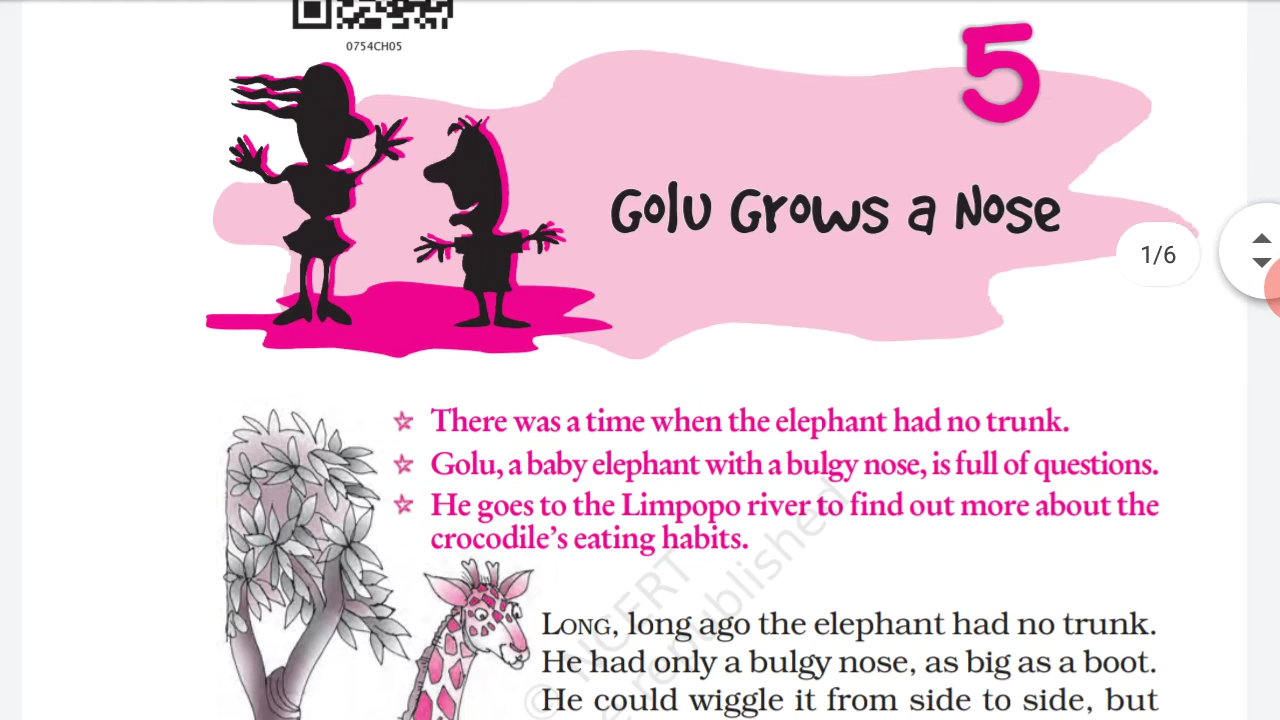 0754CH05
5
Golu Grows a Nose
1/6
There was a time when the elephant had no trunk.
Golu, a baby elephant with a bulgy nose, is full of questions.
He goes to the Limpopo river to find out more about the
crocodile's eating habits.
LONG, long ago the elephant had no trunk.
He had only a bulgy nose, as big as a boot.
He could wiggle it from side to side, but
© NCERT
republished